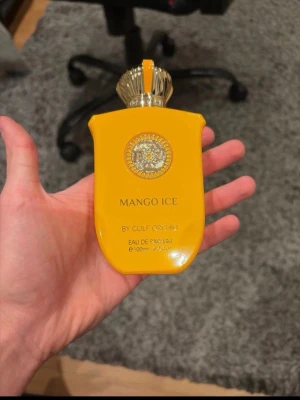 MANGO ICE
BY GULF ORCHID
EAU DE PARFUM